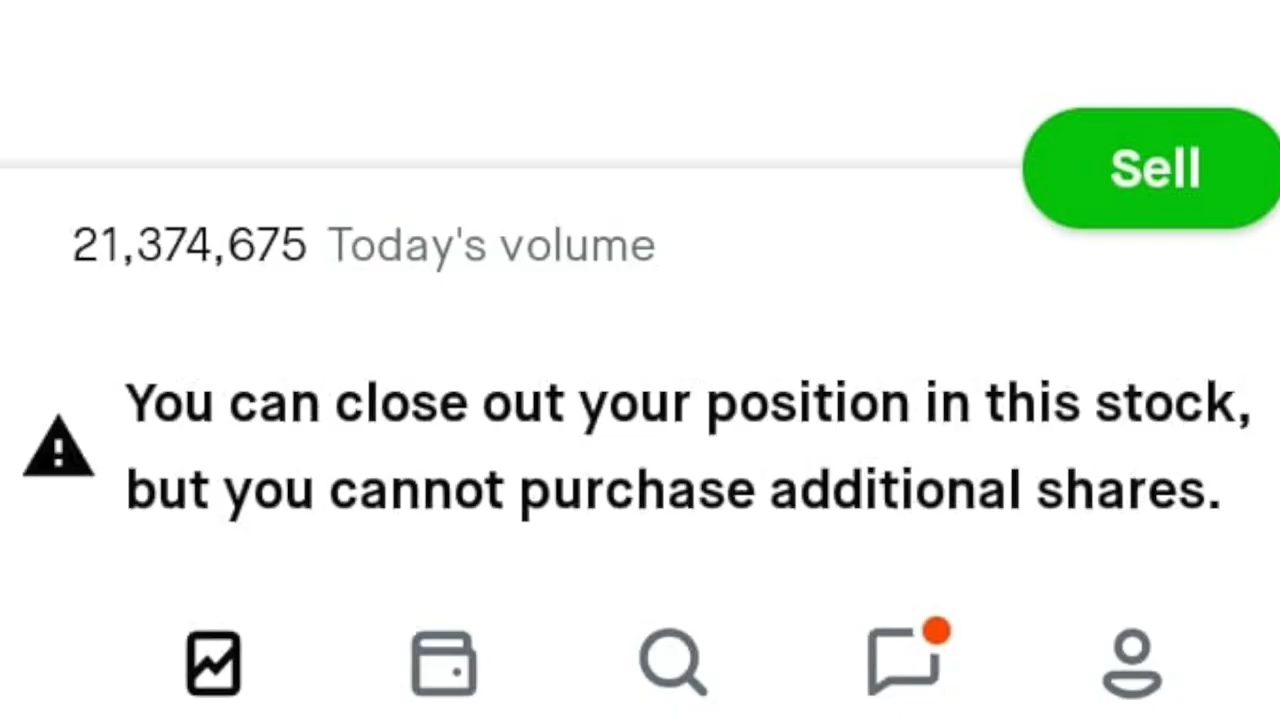 Sell
21,374,675 Today's volume
You can close out your position in this stock,
but you cannot purchase additional shares.